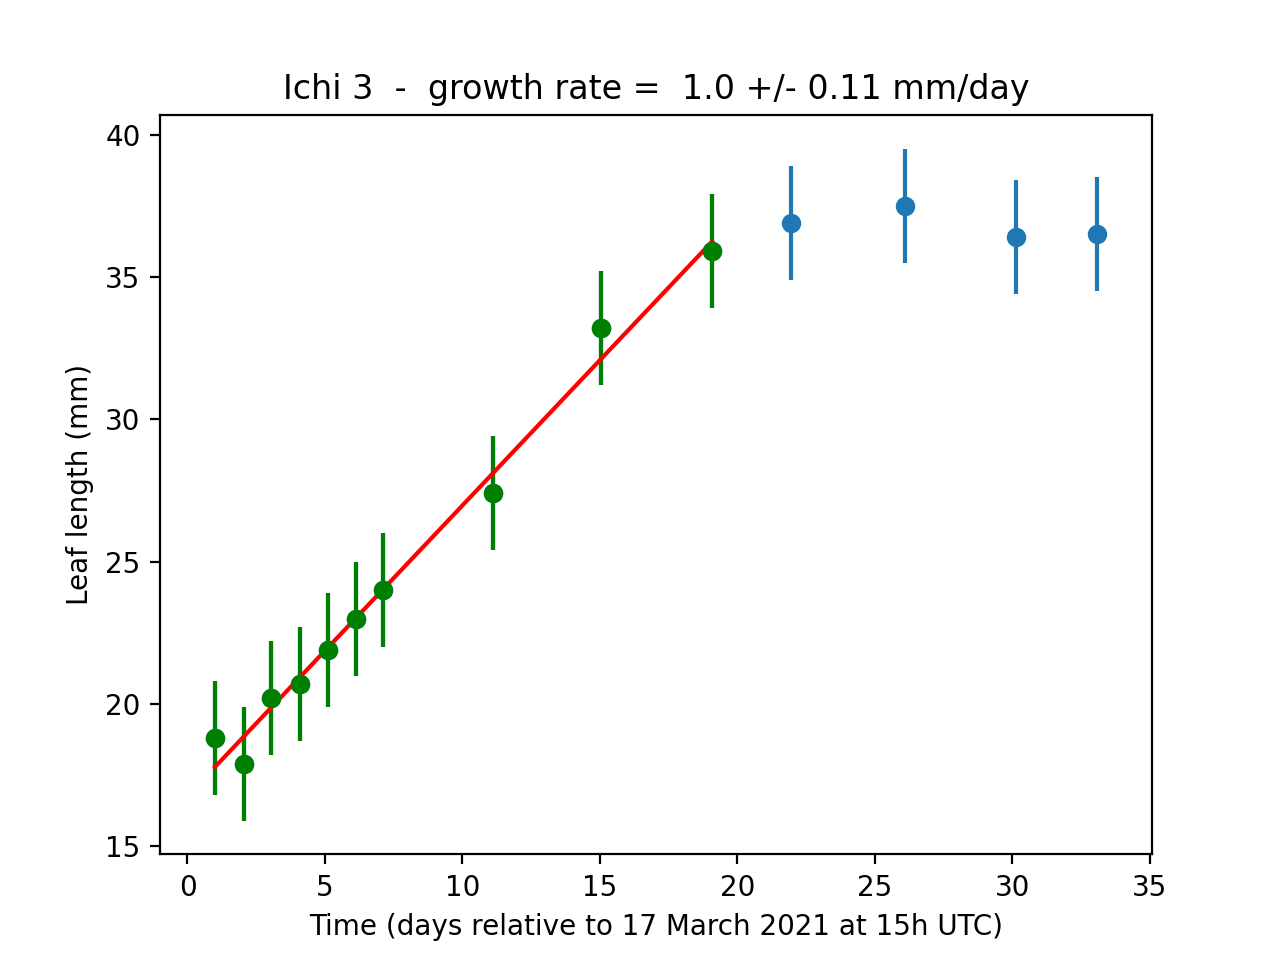 Ichi 3  -  growth rate =  1.0 +/- 0.11 mm/day
40
35
30
25
20
15
Leaf length (mm)
0 5 10 15 20 25 30 35
Time (days relative to 17 March 2021 at 15h UTC)